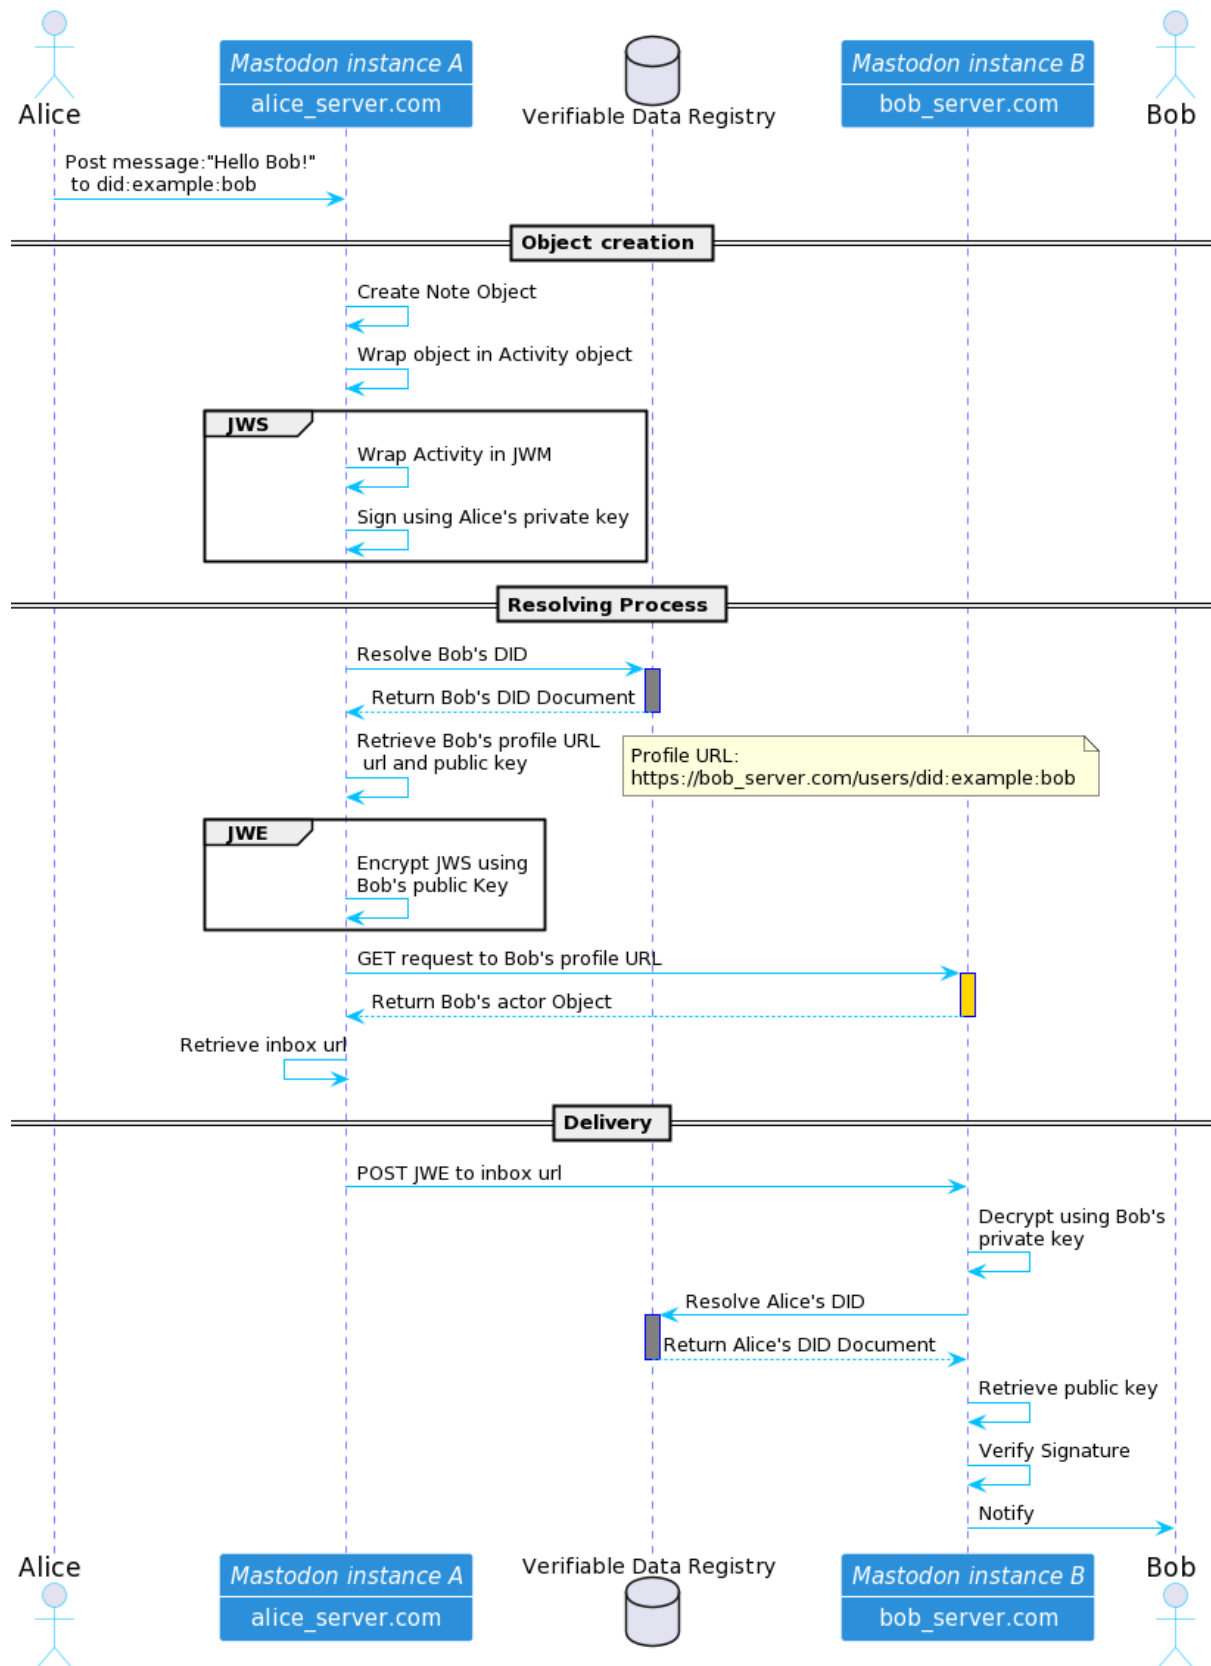 Alice
Mastodon instance A
alice_server.com
Verifiable Data Registry
Mastodon instance B
bob_server.com
Bob
Post message:"Hello Bob!"
to did:example:bob
Object creation
Create Note Object
Wrap object in Activity object
JWS
Wrap Activity in JWM
Sign using Alice's private key
Resolving Process
Resolve Bob's DID
Return Bob's DID Document
Retrieve Bob's profile URL
url and public key
Profile URL:
https://bob_server.com/users/did:example:bob
JWE
Encrypt JWS using
Bob's public Key
GET request to Bob's profile URL
Return Bob's actor Object
Retrieve inbox url
Delivery
POST JWE to inbox url
Decrypt using Bob's
private key
Resolve Alice's DID
Return Alice's DID Document
Retrieve public key
Verify Signature
Notify
Alice
Mastodon instance A
alice_server.com
Verifiable Data Registry
Mastodon instance B
bob_server.com
Bob